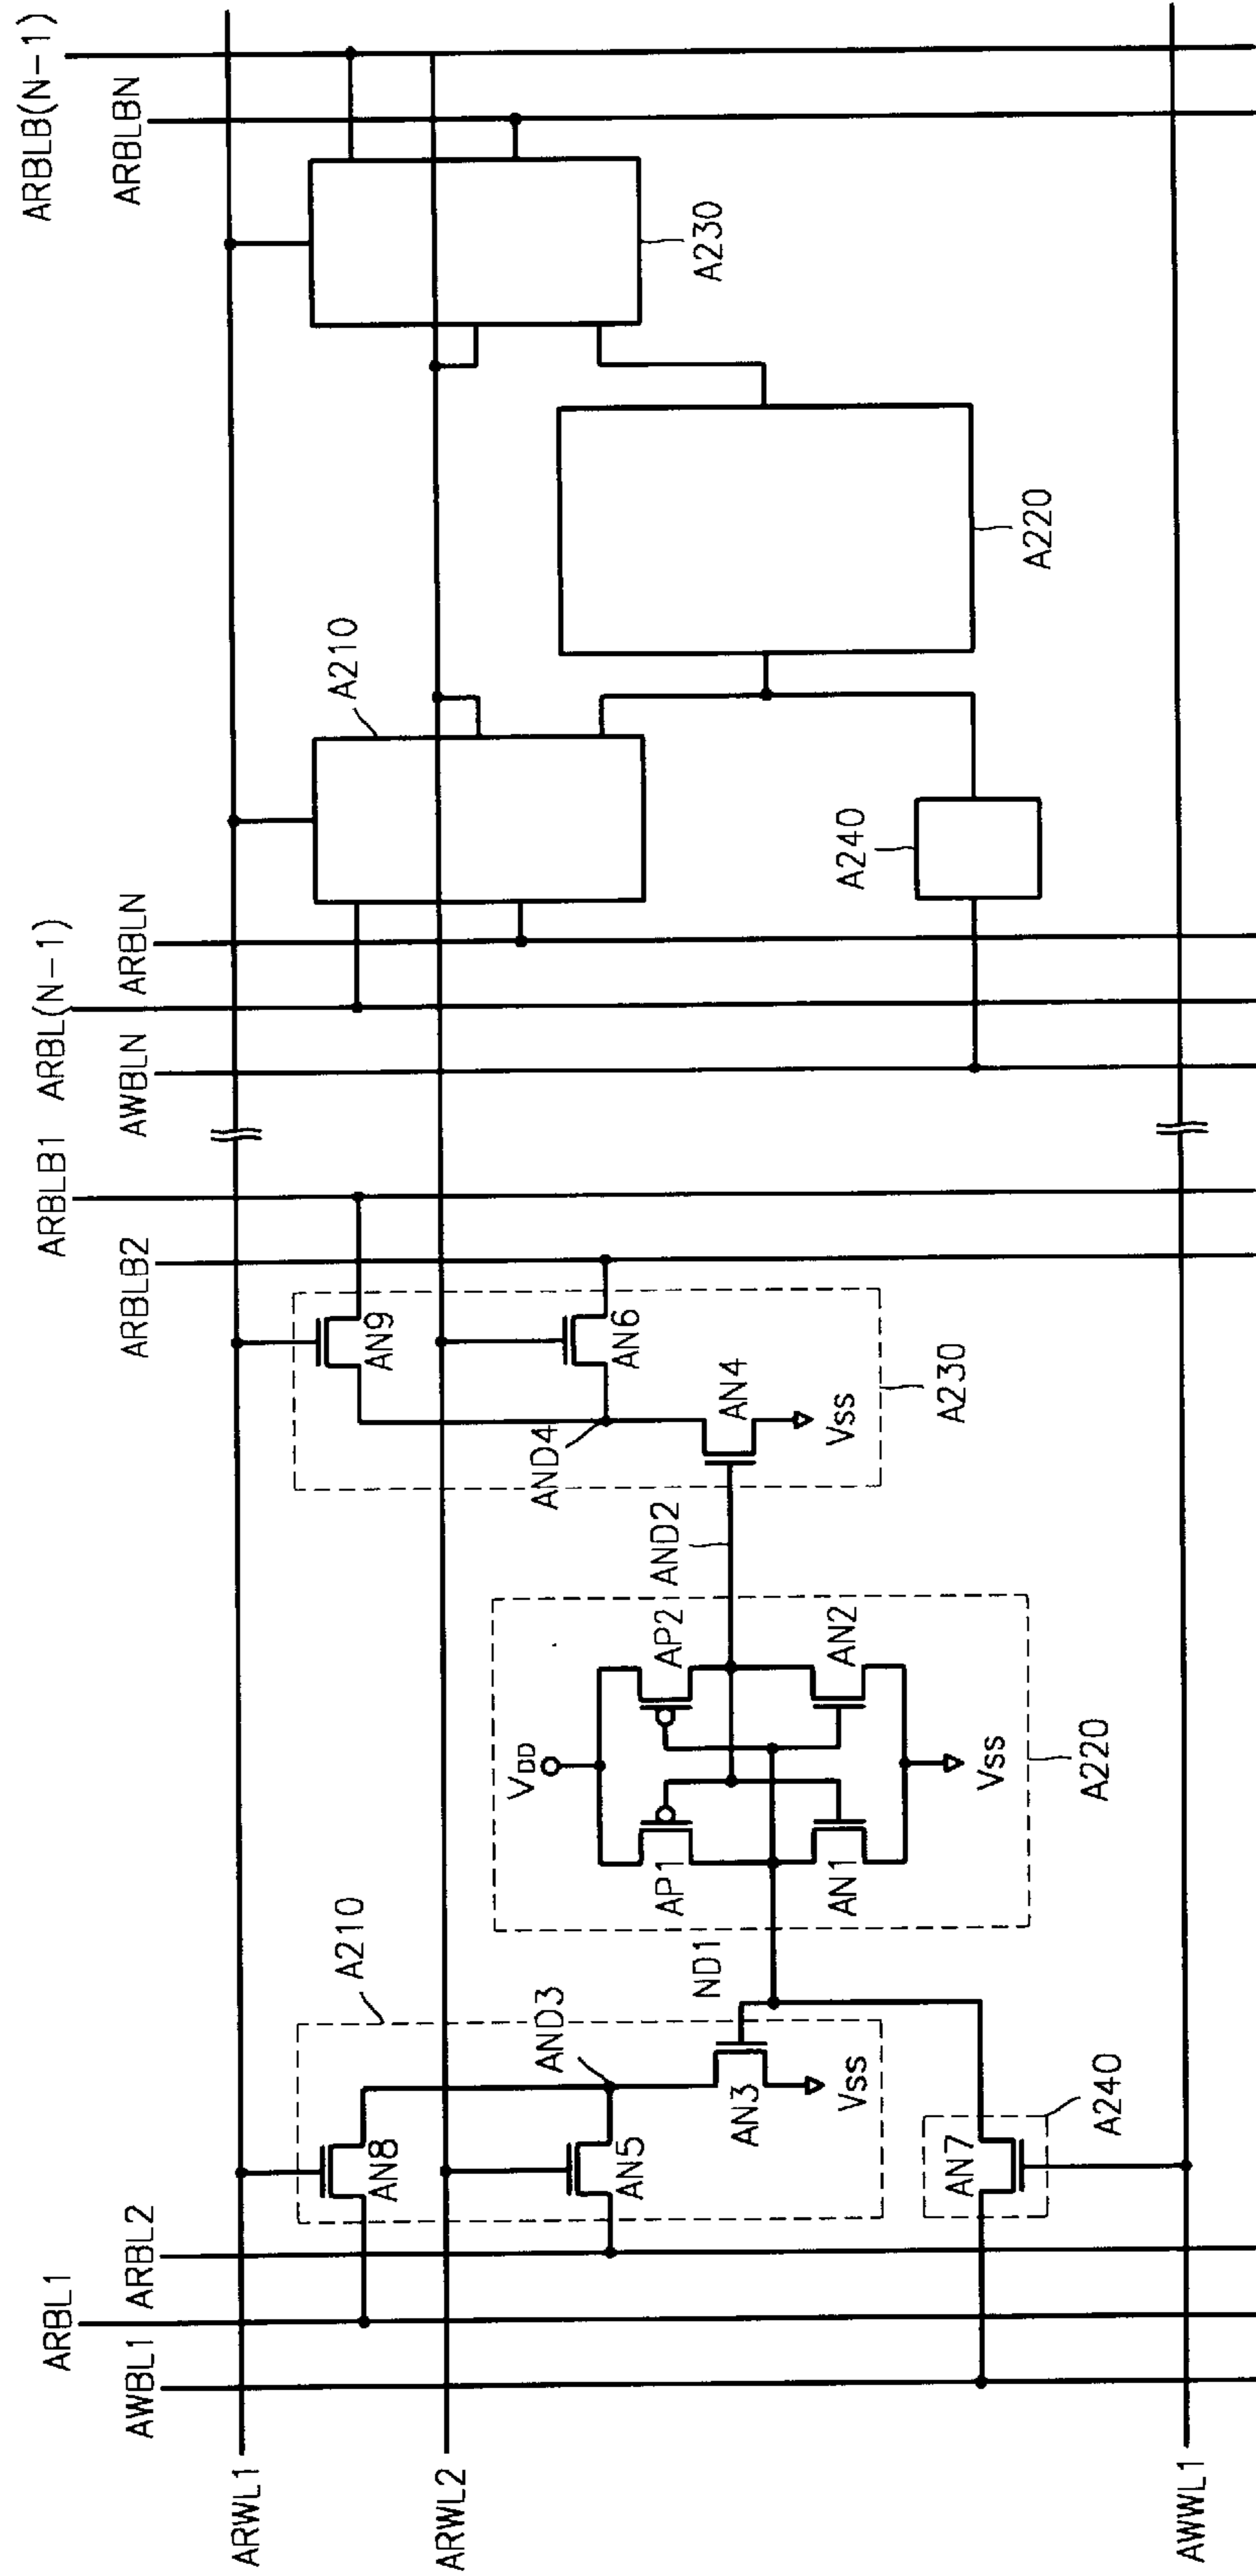 ARBL1
AWBL1
ARBL2
ARBLB1
ARBLB2
ARBL(N-1)
AWBLN
ARBLN
ARBLB(N-1)
ARBLBN
ARWL1
ARWL2
AWWL1
AN8
AN5
AND3
AN3
VSS
A210
AN7
A240
ND1
VDD
AP1
AP2
AN1
AN2
VSS
A220
AND2
AN9
AN6
AND4
AN4
VSS
A230
A210
A240
A220
A230